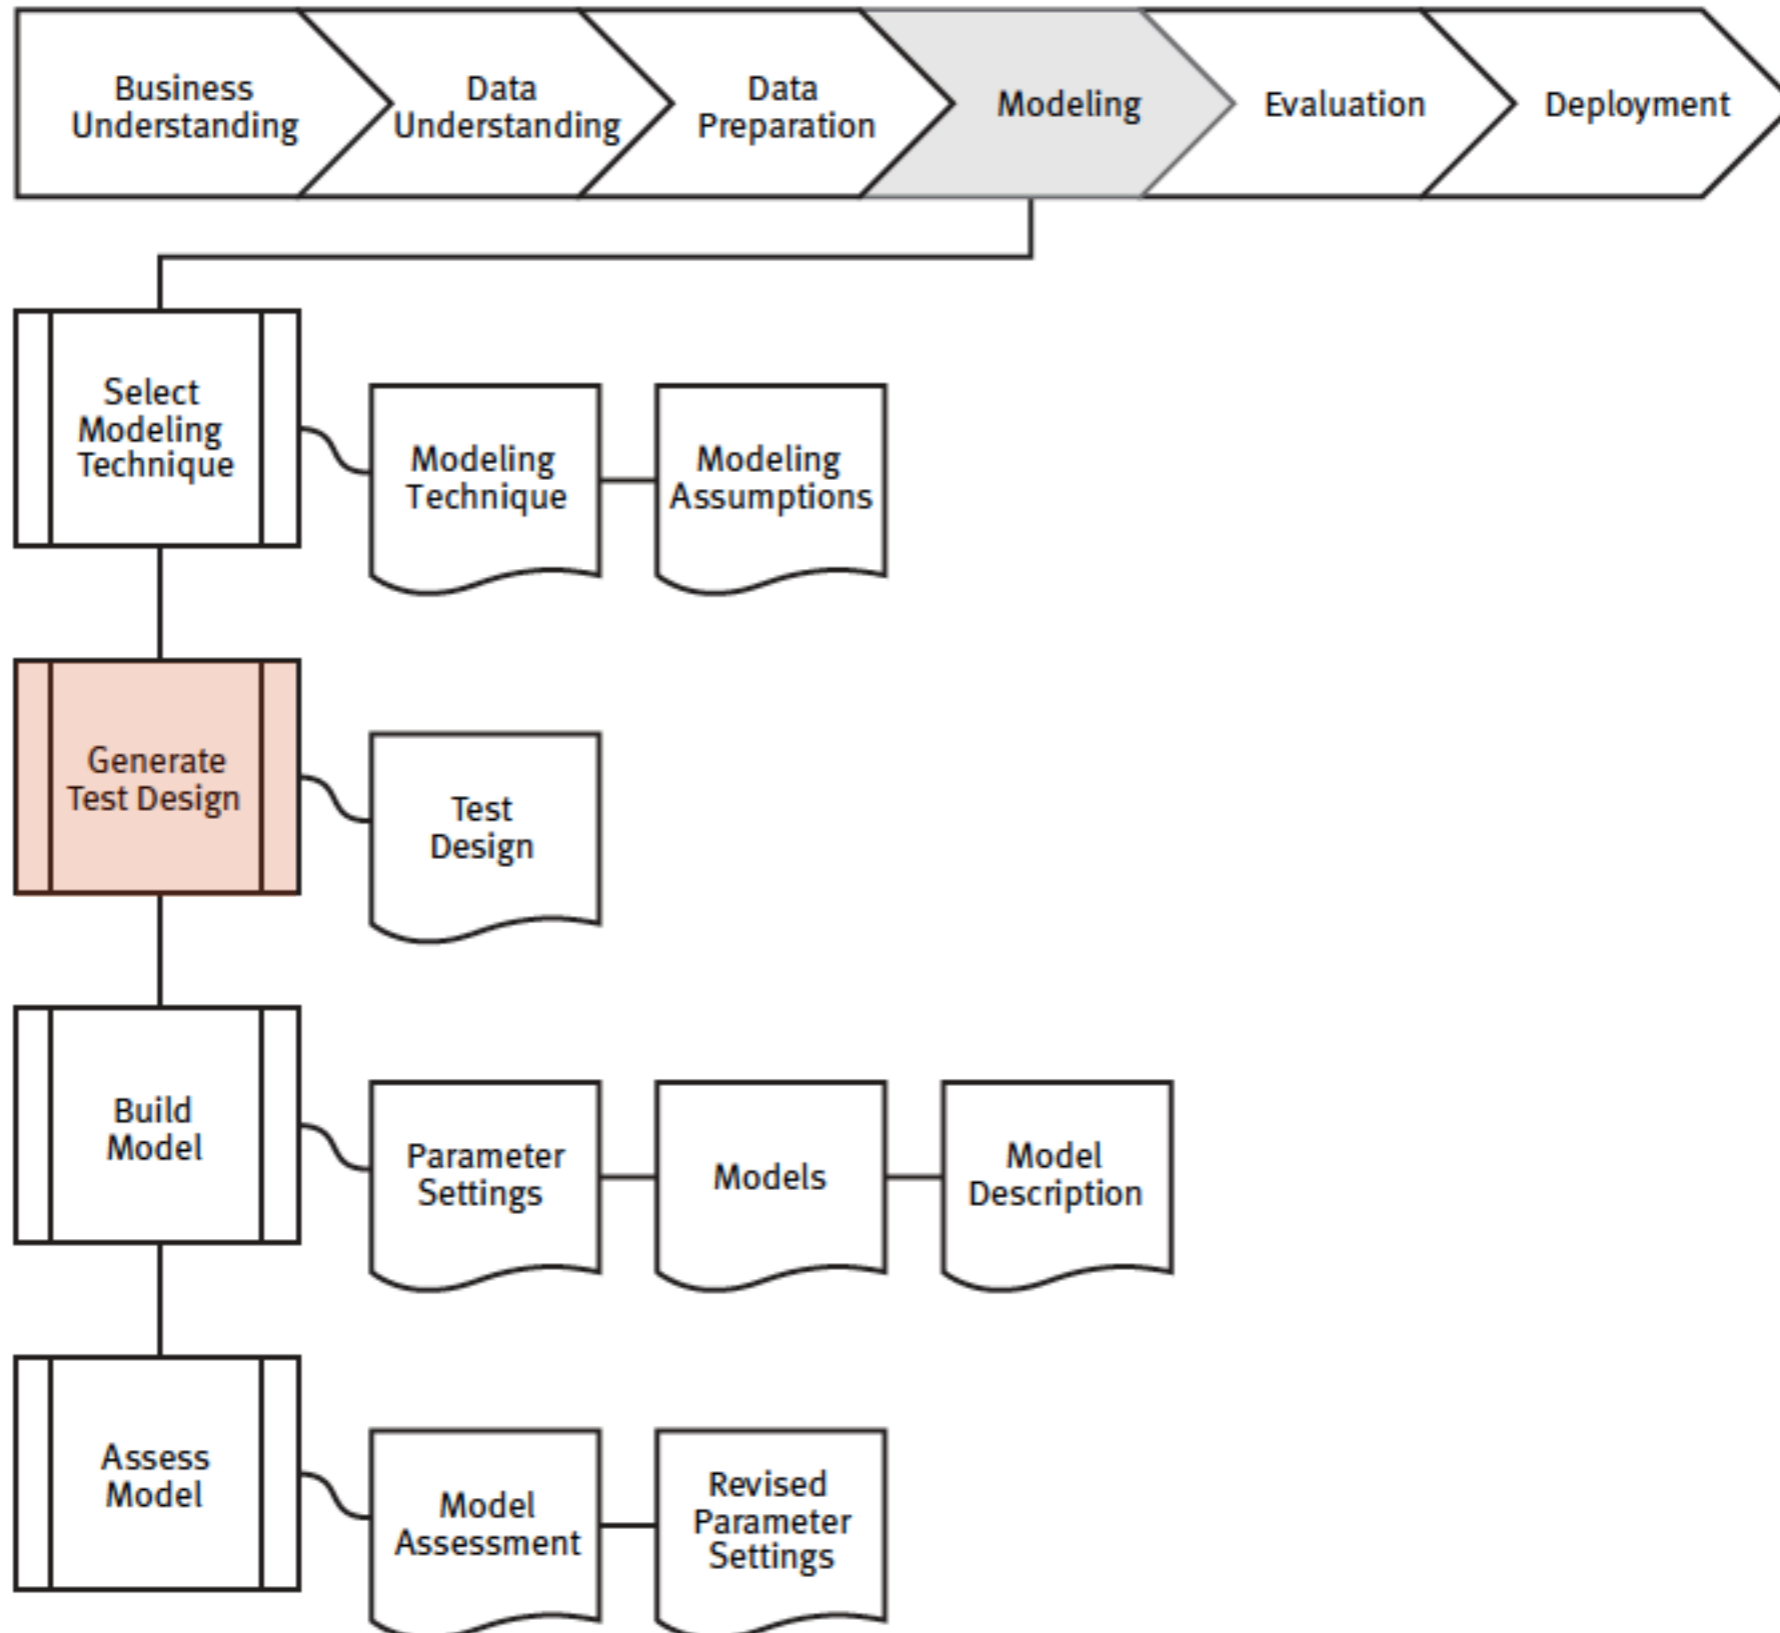 Business
Understanding
Data
Understanding
Data
Preparation
Modeling
Evaluation
Deployment
Select
Modeling
Technique
Modeling
Technique
Modeling
Assumptions
Generate
Test Design
Test
Design
Build
Model
Parameter
Settings
Models
Model
Description
Assess
Model
Model
Assessment
Revised
Parameter
Settings